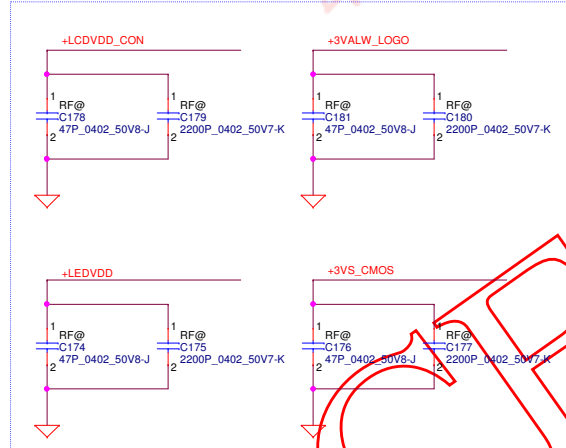 +LCDVDD_CON
1
RF@
C178
47P_0402_50V8-J
2
1
RF@
C179
2200P_0402_50V7-K
2
+3VALW_LOGO
1
RF@
C181
47P_0402_50V8-J
2
1
RF@
C180
2200P_0402_50V7-K
2
+LEDVDD
1
RF@
C174
47P_0402_50V8-J
2
1
RF@
C175
2200P_0402_50V7-K
2
+3VS_CMOS
1
RF@
C176
47P_0402_50V8-J
2
1
RF@
C177
2200P_0402_50V7-K
2